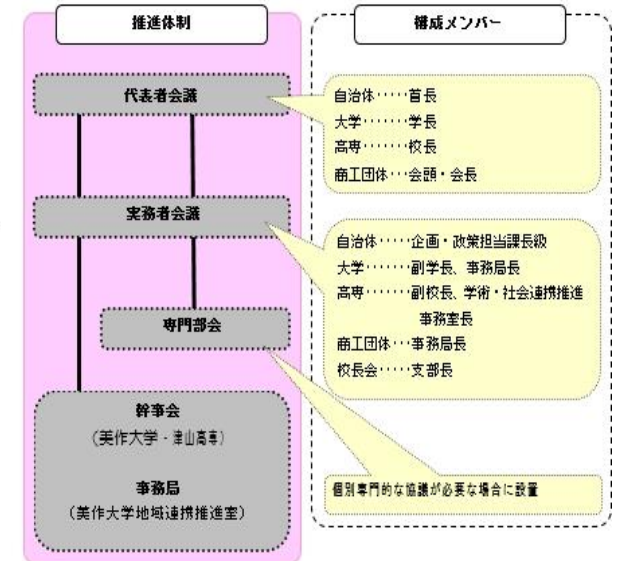 推進体制
代表者会議
実務者会議
専門部会
幹事会
（美作大学・津山高専）
事務局
（美作大学地域連携推進室）
構成メンバー
自治体・・・・・首長
大学・・・・・・・学長
高専・・・・・・・校長
商工団体・・・会頭・会長
自治体・・・・・企画・政策担当課長級
大学・・・・・・・副学長、事務局長
高専・・・・・・・副校長、学術・社会連携推進
事務室長
商工団体・・・事務局長
校長会・・・・・支部長
個別専門的な協議が必要な場合に設置